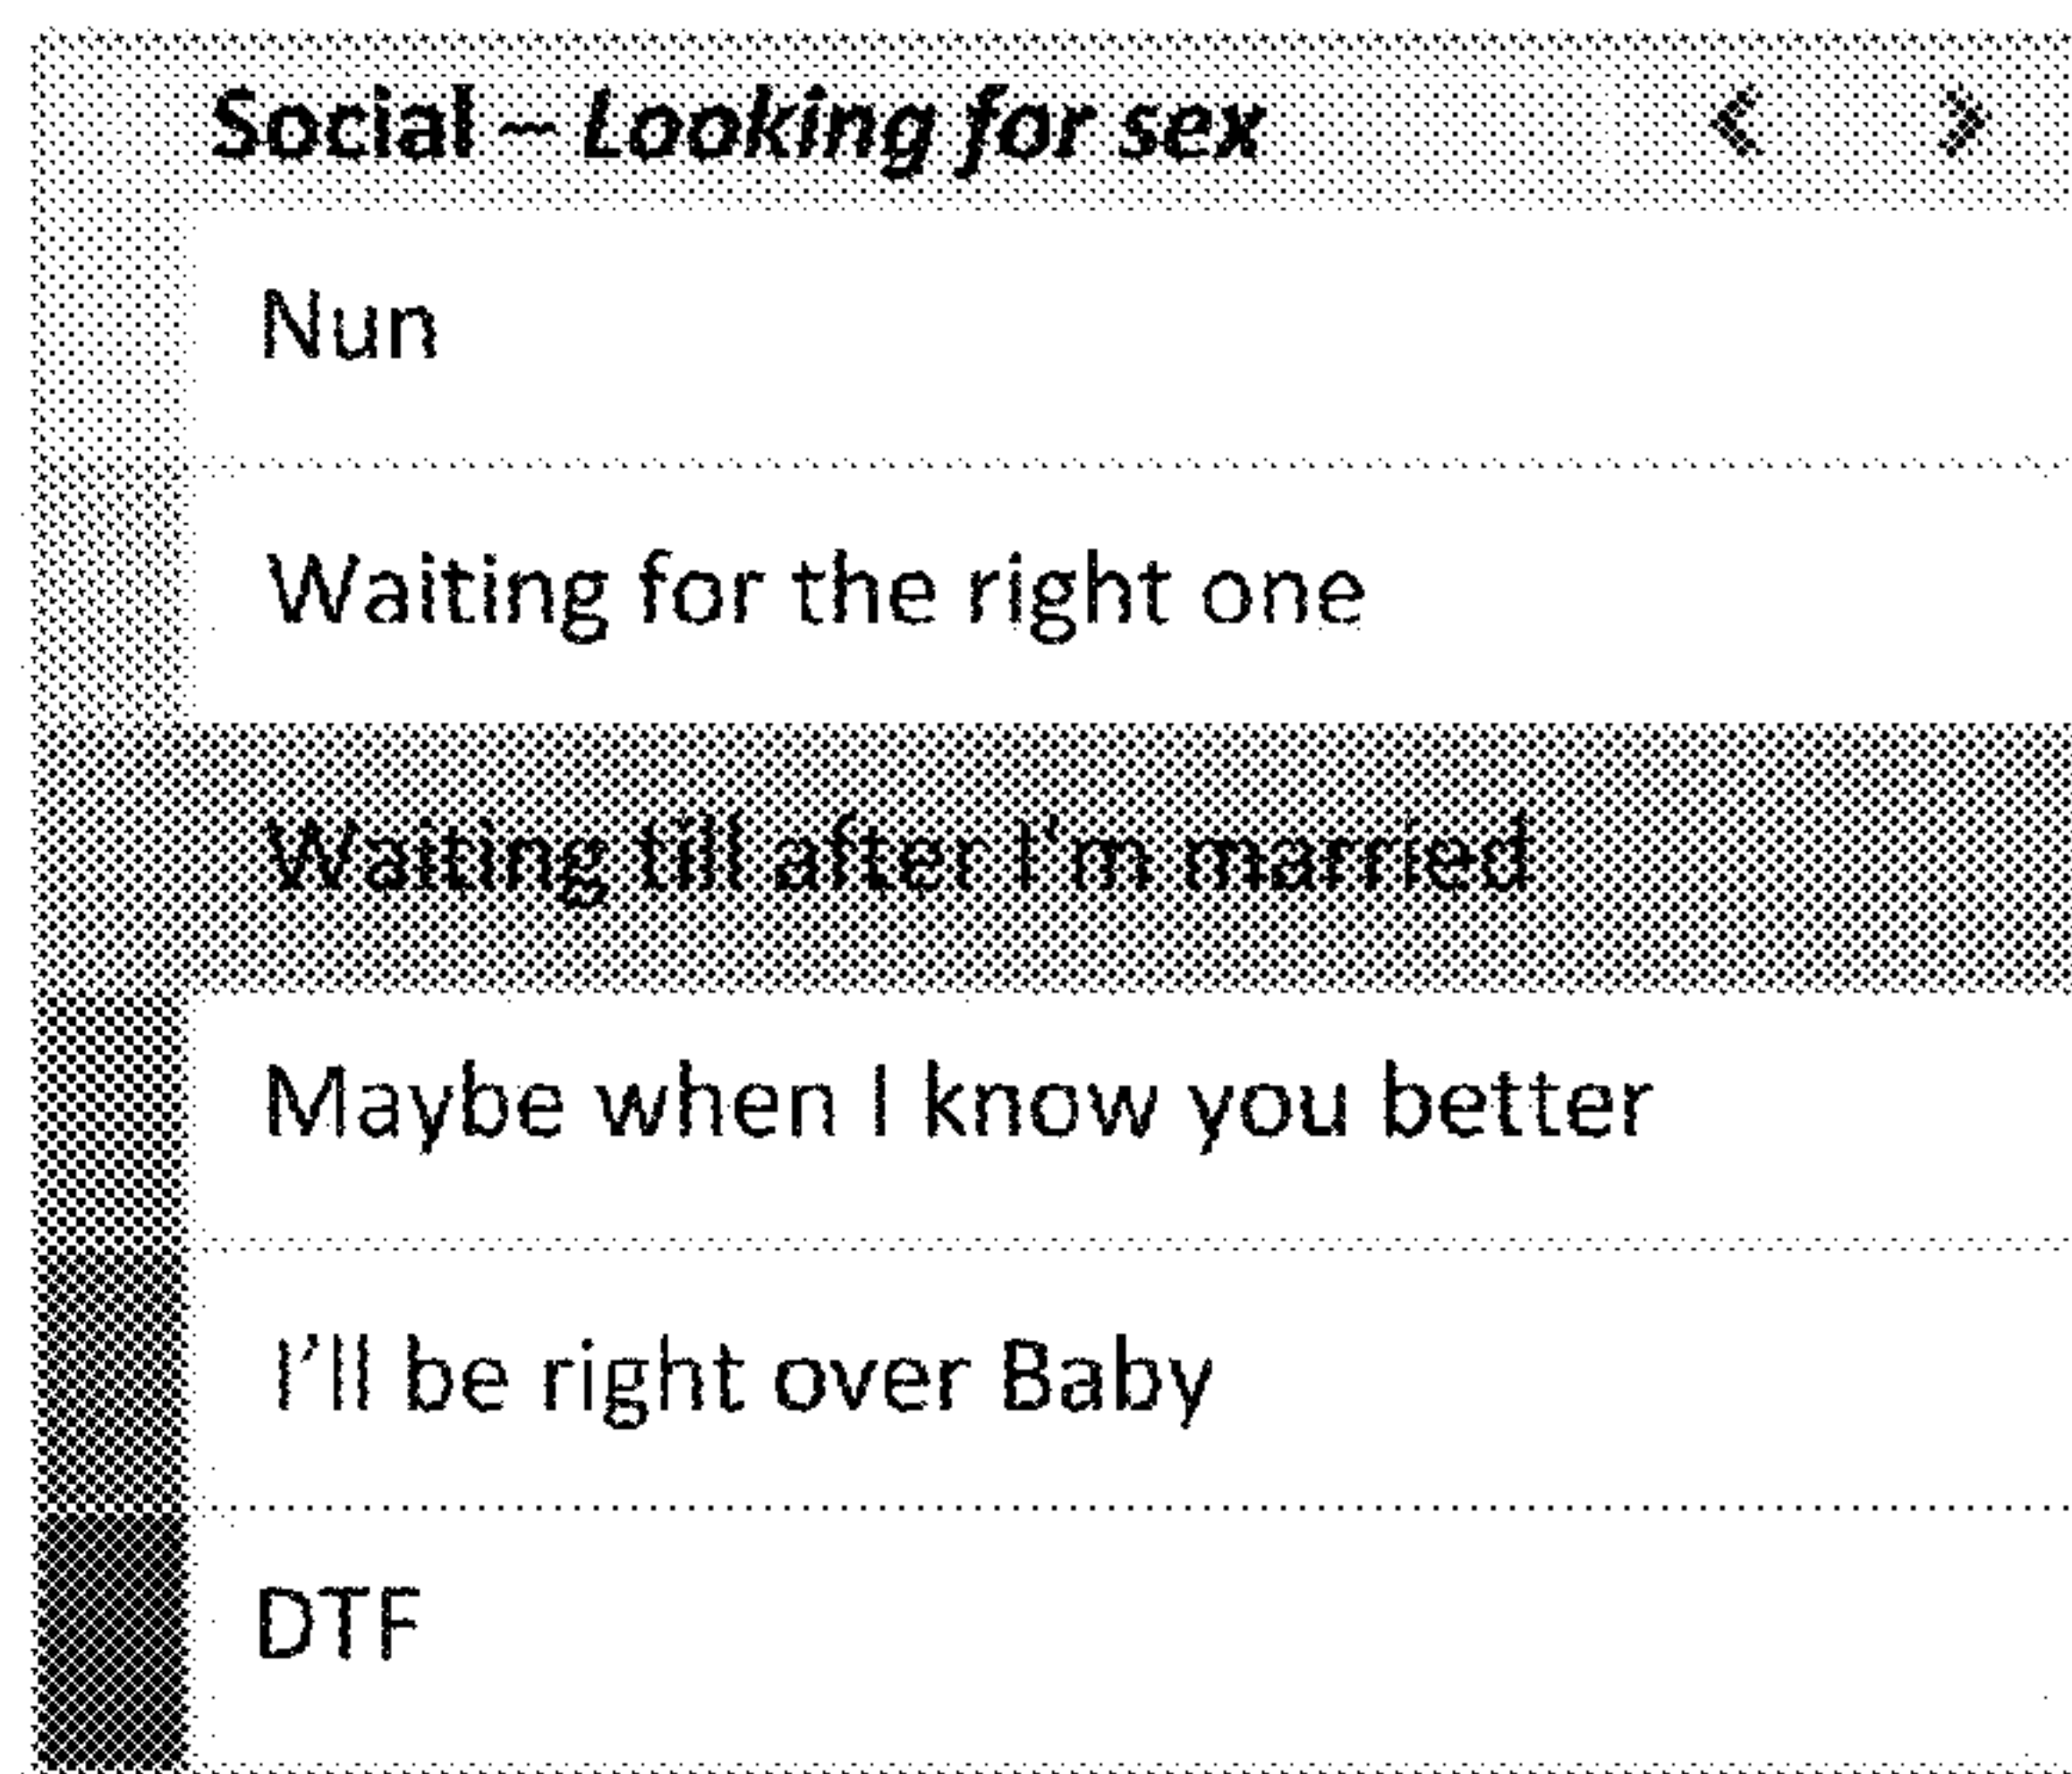 Social – Looking for sex < >
Nun
Waiting for the right one
Waiting till after I'm married
Maybe when I know you better
I’ll be right over Baby
DTF